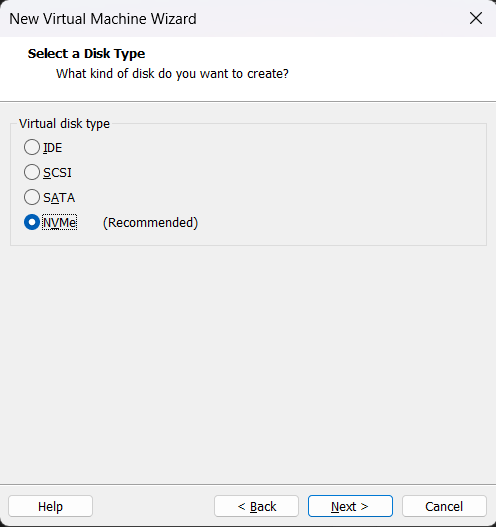 New Virtual Machine Wizard
Select a Disk Type
What kind of disk do you want to create?
Virtual disk type
IDE
SCSI
SATA
NVMe (Recommended)
Help < Back Next > Cancel